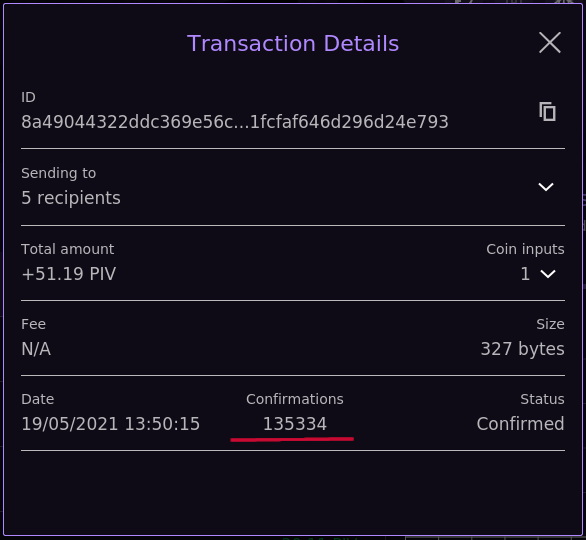 Transaction Details
ID
8a49044322ddc369e56c...1fcfaf646d296d24e793
Sending to
5 recipients
Total amount
Coin inputs
+51.19 PIV
1
Fee
Size
N/A
327 bytes
Date
Confirmations
Status
19/05/2021 13:50:15
135334
Confirmed